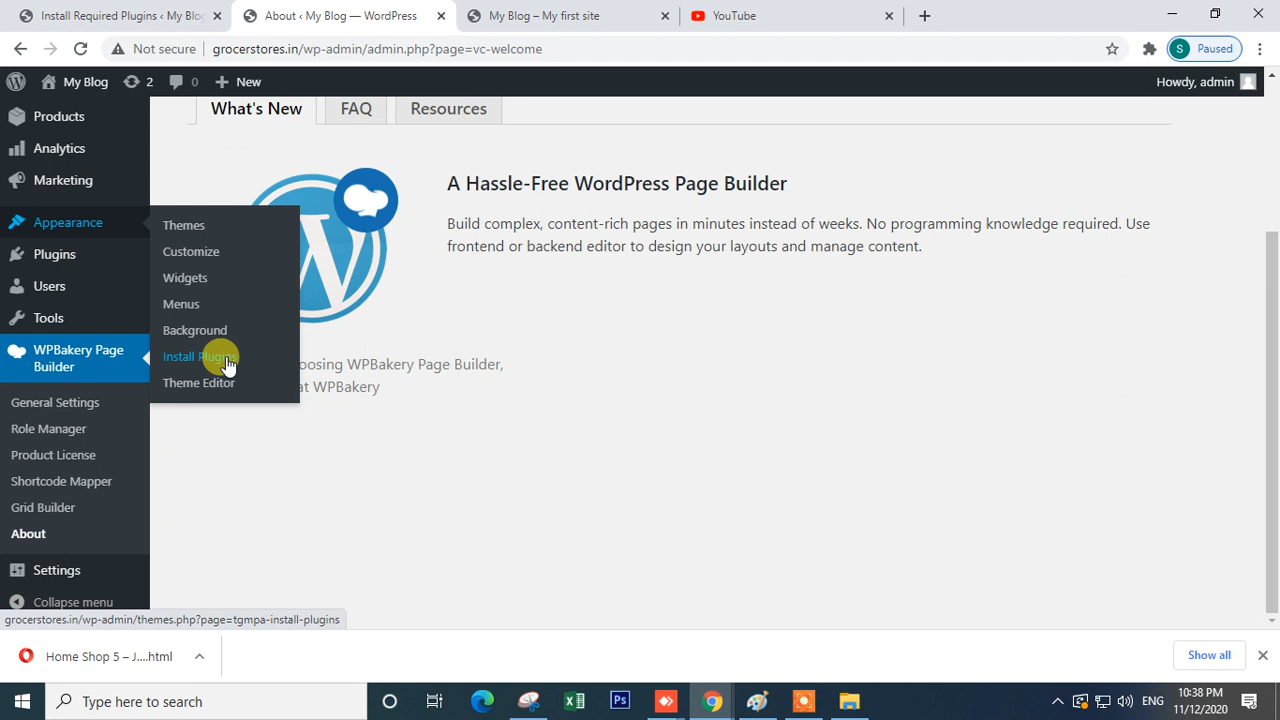 Install Required Plugins ‹ My Blog
About ‹ My Blog — WordPress
My Blog – My first site
YouTube
Not secure
grocerstores.in/wp-admin/admin.php?page=vc-welcome
S Paused
My Blog
2
0
New
Howdy, admin
Products
Analytics
Marketing
Appearance
Plugins
Users
Tools
WPBakery Page
Builder
General Settings
Role Manager
Product License
Shortcode Mapper
Grid Builder
About
Settings
Collapse menu
Themes
Customize
Widgets
Menus
Background
Install Plugins
Theme Editor
What's New
FAQ
Resources
A Hassle-Free WordPress Page Builder
Build complex, content-rich pages in minutes instead of weeks. No programming knowledge required. Use
frontend or backend editor to design your layouts and manage content.
WPBakery Page Builder,
at WPBakery
grocerstores.in/wp-admin/themes.php?page=tgmpa-install-plugins
Home Shop 5 – J....html
Show all
Type here to search
ENG
10:38 PM
11/12/2020